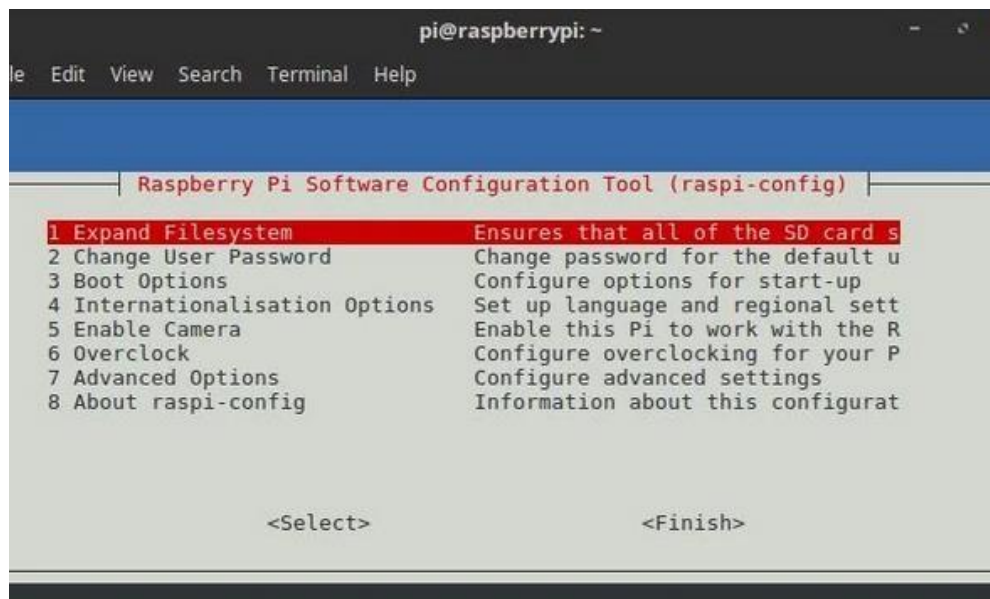 pi@raspberrypi: ~
le Edit View Search Terminal Help
Raspberry Pi Software Configuration Tool (raspi-config)
1 Expand Filesystem Ensures that all of the SD card s
2 Change User Password Change password for the default u
3 Boot Options Configure options for start-up
4 Internationalisation Options Set up language and regional sett
5 Enable Camera Enable this Pi to work with the R
6 Overclock Configure overclocking for your P
7 Advanced Options Configure advanced settings
8 About raspi-config Information about this configurat
<Select> <Finish>